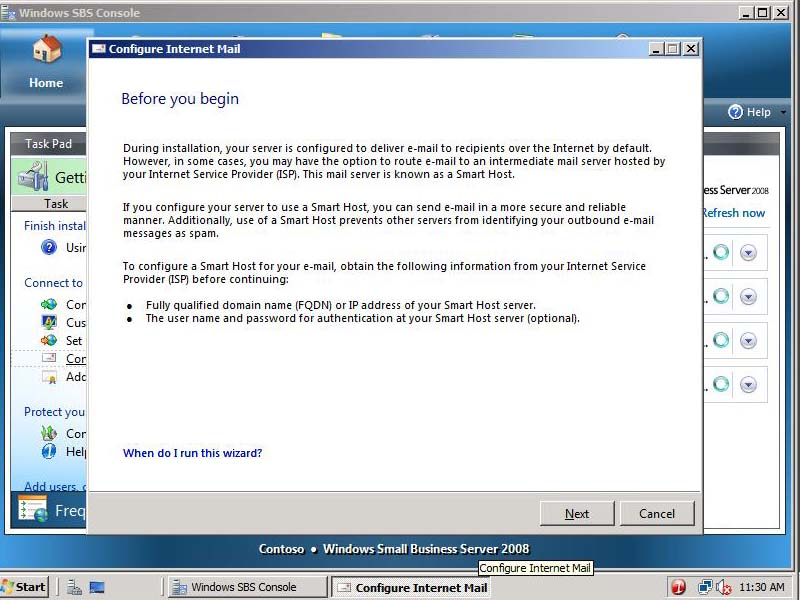 Windows SBS Console
Configure Internet Mail
Home
Before you begin
Help
Task Pad
During installation, your server is configured to deliver e-mail to recipients over the Internet by default.
However, in some cases, you may have the option to route e-mail to an intermediate mail server hosted by
your Internet Service Provider (ISP). This mail server is known as a Smart Host.
Getti
ess Server 2008
Task
If you configure your server to use a Smart Host, you can send e-mail in a more secure and reliable
manner. Additionally, use of a Smart Host prevents other servers from identifying your outbound e-mail
messages as spam.
Refresh now
Finish instal
Usin
To configure a Smart Host for your e-mail, obtain the following information from your Internet Service
Provider (ISP) before continuing:
Connect to
• Fully qualified domain name (FQDN) or IP address of your Smart Host server.
• The user name and password for authentication at your Smart Host server (optional).
Con
Cus
Set
Con
Add
Protect you
Con
Help
When do I run this wizard?
Add users, c
Freq
Next
Cancel
Contoso • Windows Small Business Server 2008
Configure Internet Mail
Start
Windows SBS Console
Configure Internet Mail
11:30 AM